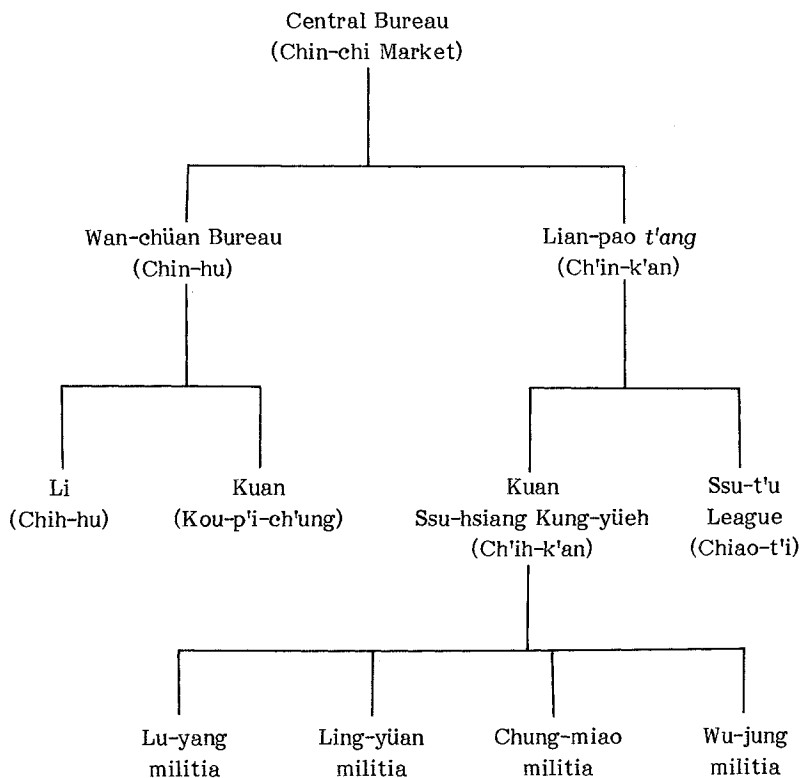 Central Bureau
(Chin-chi Market)
Wan-chüan Bureau
(Chin-hu)
Lian-pao t'ang
(Ch'in-k'an)
Li
(Chih-hu)
Kuan
(Kou-p'i-ch'ung)
Kuan
Ssu-hsiang Kung-yüeh
(Ch'ih-k'an)
Ssu-t'u
League
(Chiao-t'i)
Lu-yang
militia
Ling-yüan
militia
Chung-miao
militia
Wu-jung
militia